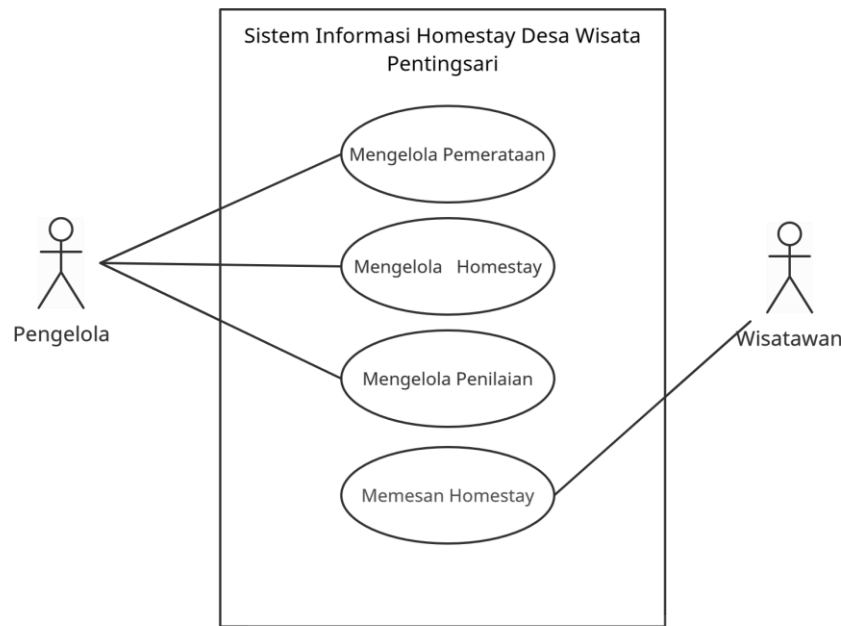 Sistem Informasi Homestay Desa Wisata
Pentingsari
Mengelola Pemerataan
Mengelola Homestay
Pengelola
Wisatawan
Mengelola Penilaian
Memesan Homestay